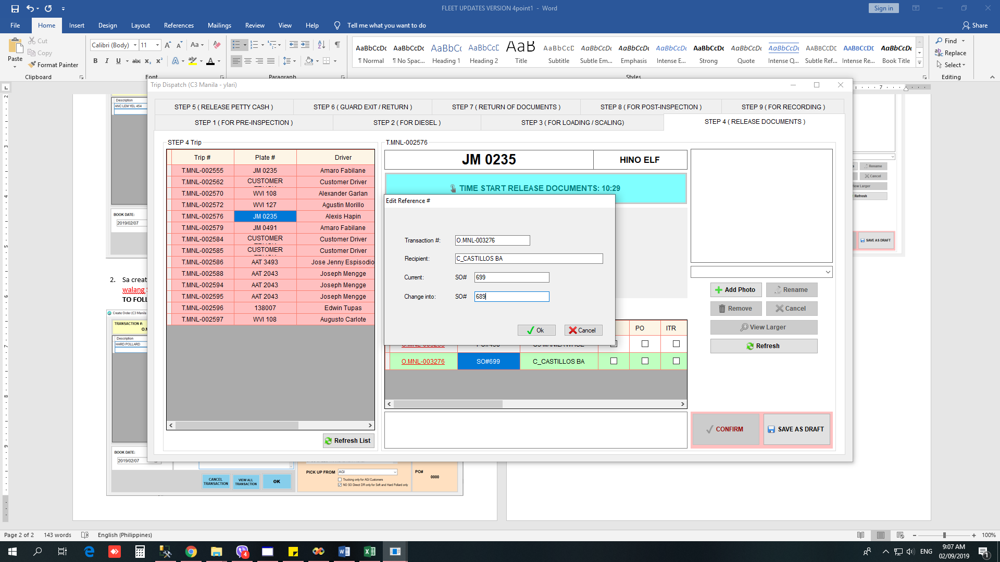 FLEET UPDATES VERSION 4point1 - Word
Sign in
File Home Insert Design Layout References Mailings Review View Help Tell me what you want to do Share
Paste
Cut
Copy
Format Painter
Clipboard
Calibri (Body) 11
Font
Paragraph
AaBbCcDc ¶ Normal
AaBbCcDc ¶ No Spac...
AaBbCc Heading 1
AaBbCcC Heading 2
AaB Title
AaBbCcC Subtitle
AaBbCcDc Subtle Em...
AaBbCcDc Emphasis
AaBbCcDc Intense E...
AaBbCcDc Strong
AaBbCcDc Quote
AaBbCcDc Intense Q...
AABBCCDE Subtle Ref...
AABBCCDE Intense Re...
AaBbCcDc Book Title
Styles
Find
Replace
Select
Editing
Trip Dispatch (C3 Manila - ylari)
STEP 5 ( RELEASE PETTY CASH )
STEP 6 ( GUARD EXIT / RETURN )
STEP 7 ( RETURN OF DOCUMENTS )
STEP 8 ( FOR POST-INSPECTION )
STEP 9 ( FOR RECORDING )
STEP 1 ( FOR PRE-INSPECTION )
STEP 2 ( FOR DIESEL )
STEP 3 ( FOR LOADING / SCALING)
STEP 4 ( RELEASE DOCUMENTS )
STEP 4 Trip
Trip # Plate # Driver
T.MNL-002555 JM 0235 Amaro Fabilane
T.MNL-002562 CUSTOMER Customer Driver
T.MNL-002570 WVI 108 Alexander Garlan
T.MNL-002572 WVI 127 Agustin Morillo
T.MNL-002576 JM 0235 Alexis Hapin
T.MNL-002579 JM 0491 Amaro Fabilane
T.MNL-002584 CUSTOMER Customer Driver
T.MNL-002585 CUSTOMER Customer Driver
T.MNL-002586 AAT 3493 Jose Jenny Espisodio
T.MNL-002588 AAT 2043 Joseph Mengge
T.MNL-002594 AAT 2043 Joseph Mengge
T.MNL-002595 AAT 2043 Joseph Mengge
T.MNL-002596 138007 Edwin Tupas
T.MNL-002597 WVI 108 Augusto Carlote
Refresh List
T.MNL-002576
JM 0235 HINO ELF
TIME START RELEASE DOCUMENTS: 10:29
Edit Reference #
Transaction #: O.MNL-003276
Recipient: C_CASTILLOS BA
Current: SO# 699
Change into: SO# 689
Ok Cancel
PO ITR
O.MNL-003276 SO#699 C_CASTILLOS BA
Add Photo Rename
Remove Cancel
View Larger
Refresh
CONFIRM SAVE AS DRAFT
Description
ANC LEM YEL 454
BOOK DATE:
2019/02/07
Rename
Cancel
View Larger
Refresh
SAVE AS DRAFT
2. Sa creat
walang
TO FOLL
Create Order (C3 Manila
TRANSACTION #:
Description
HARD POLLARD
BOOK DATE:
2019/02/07
CANCEL TRANSACTION
VIEW ALL TRANSACTION
OK
PICK UP FROM AGI
Trucking only for AGI Customers
NO SO Direct DR only for Soft and Hard Pollard only
PO#
0000
Page 2 of 2 143 words English (Philippines) 100%
4
ENG
9:07 AM
02/09/2019
1